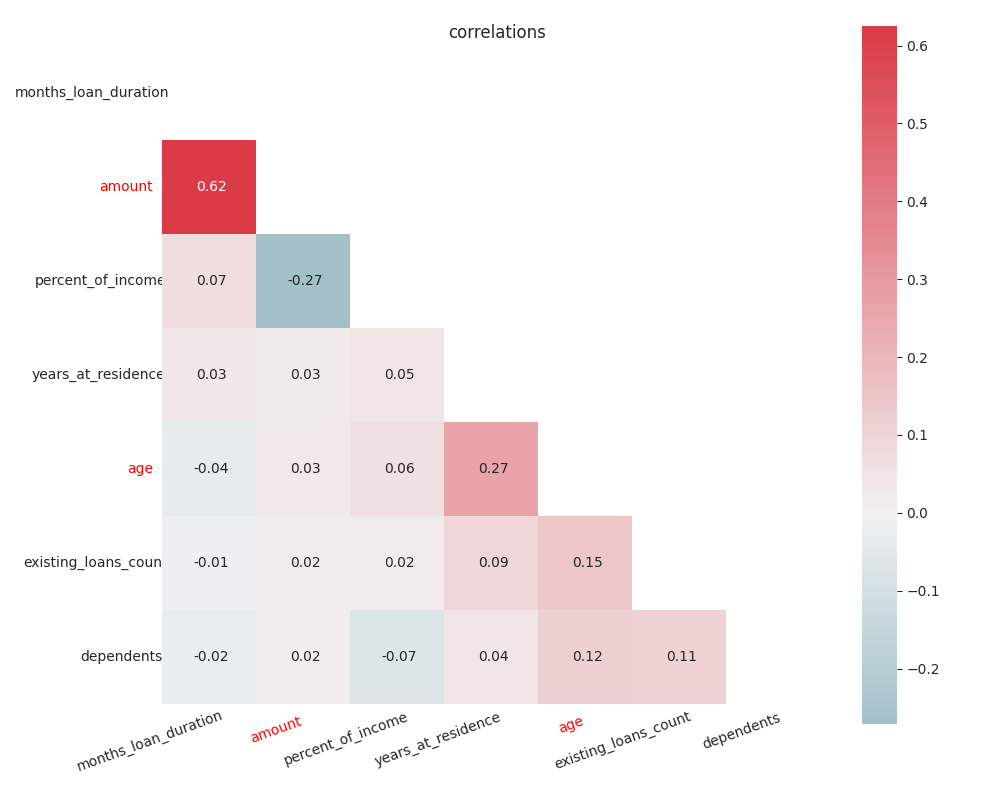 correlations
months_loan_duration
amount
0.62
percent_of_income
0.07
-0.27
years_at_residence
0.03
0.03
0.05
age
-0.04
0.03
0.06
0.27
existing_loans_coun
-0.01
0.02
0.02
0.09
0.15
dependents
-0.02
0.02
-0.07
0.04
0.12
0.11
months_loan_duration
amount
percent_of_income
years_at_residence
age
existing_loans_count
dependents
0.6
0.5
0.4
0.3
0.2
0.1
0.0
−0.1
−0.2